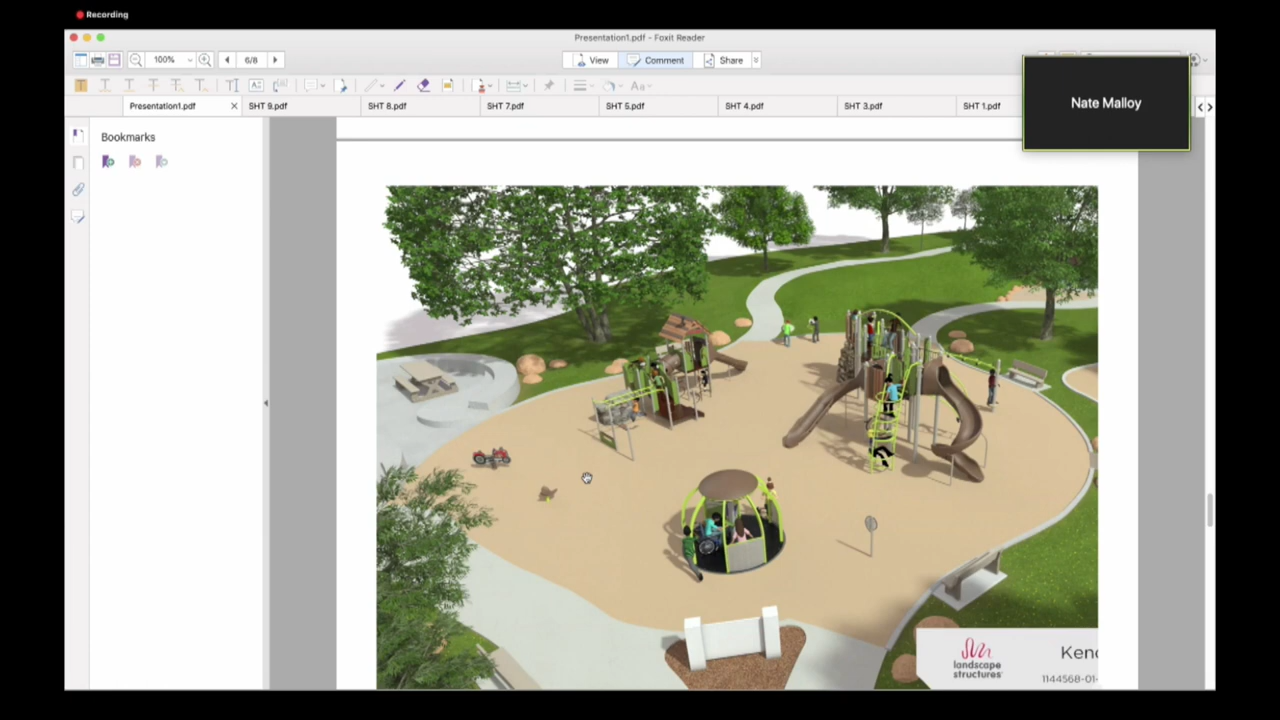 Recording
Presentation1.pdf - Foxit Reader
100%
6/8
View
Comment
Share
Presentation1.pdf
SHT 9.pdf
SHT 8.pdf
SHT 7.pdf
SHT 5.pdf
SHT 4.pdf
SHT 3.pdf
SHT 1.pdf
Nate Malloy
Bookmarks
landscape
structures
Ken
1144568-01-